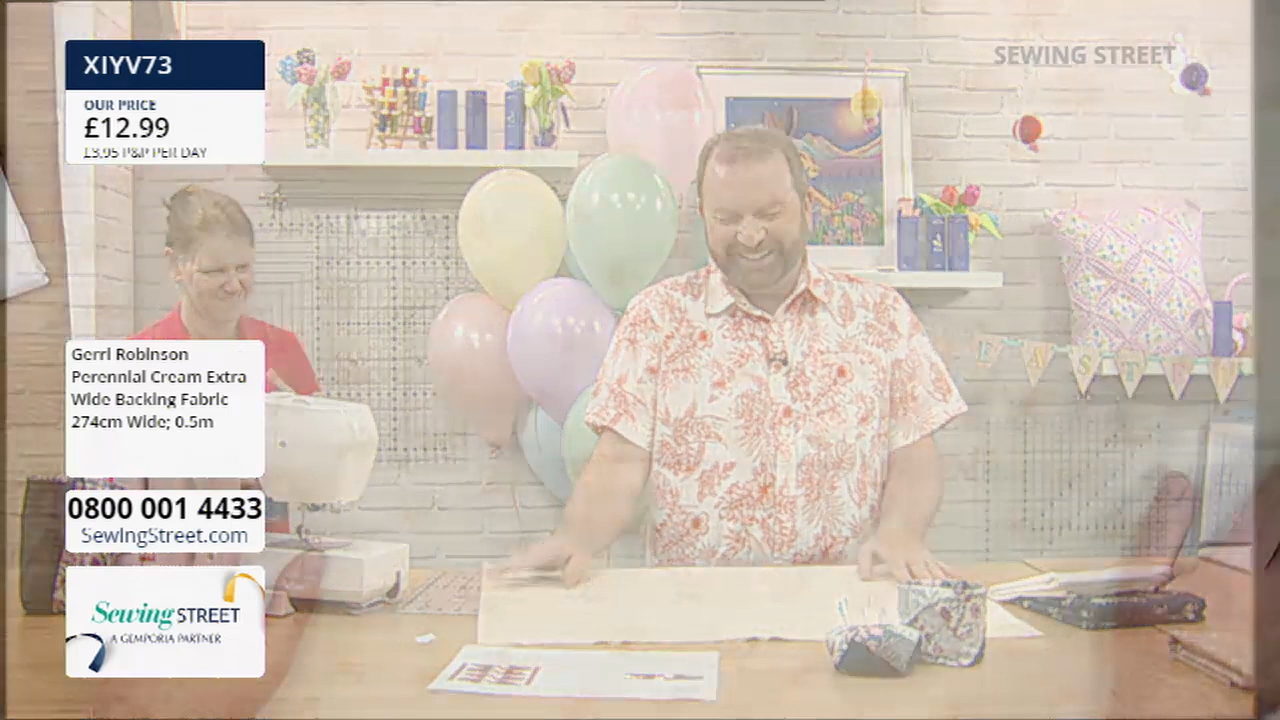 XIYV73
OUR PRICE
£12.99
£3.95 P&P PER DAY
SEWING STREET
Gerri Robinson
Perennial Cream Extra
Wide Backing Fabric
274cm Wide; 0.5m
0800 001 4433
SewingStreet.com
Sewing STREET
A GEMPORIA PARTNER
EASTER